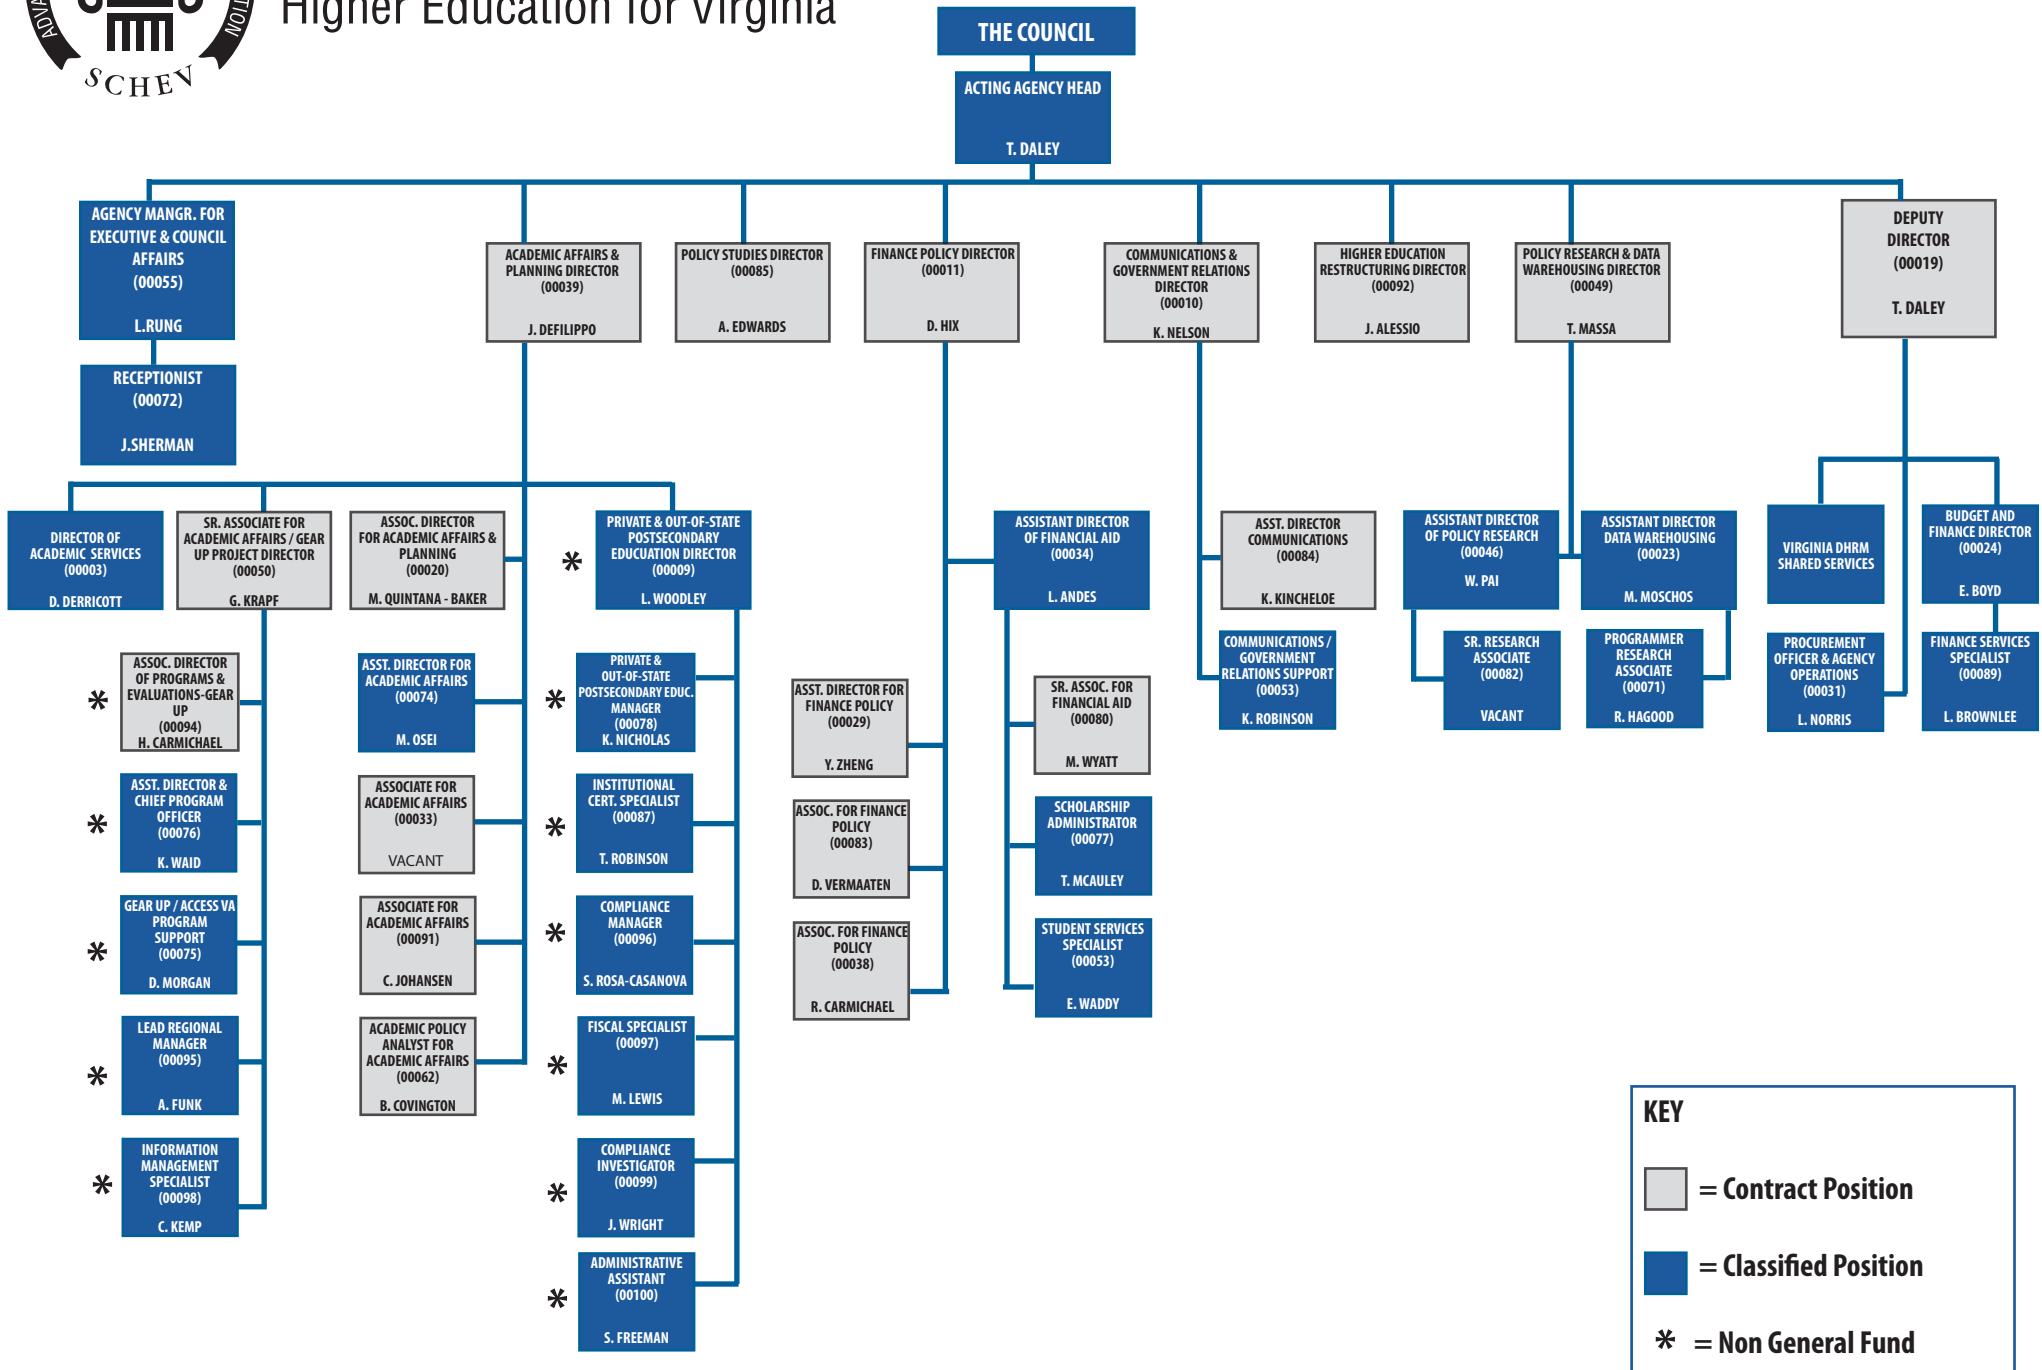 ADVA
TION
SCHEV
Higher Education for Virginia
THE COUNCIL
ACTING AGENCY HEAD
T. DALEY
AGENCY MANGR. FOR
EXECUTIVE & COUNCIL
AFFAIRS
(00055)
L.RUNG
RECEPTIONIST
(00072)
J.SHERMAN
ACADEMIC AFFAIRS &
PLANNING DIRECTOR
(00039)
J. DEFILIPPO
POLICY STUDIES DIRECTOR
(00085)
A. EDWARDS
FINANCE POLICY DIRECTOR
(00011)
D. HIX
COMMUNICATIONS &
GOVERNMENT RELATIONS
DIRECTOR
(00010)
K. NELSON
HIGHER EDUCATION
RESTRUCTURING DIRECTOR
(00092)
J. ALESSIO
POLICY RESEARCH & DATA
WAREHOUSING DIRECTOR
(00049)
T. MASSA
DEPUTY
DIRECTOR
(00019)
T. DALEY
DIRECTOR OF
ACADEMIC SERVICES
(00003)
D. DERRICOTT
SR. ASSOCIATE FOR
ACADEMIC AFFAIRS / GEAR
UP PROJECT DIRECTOR
(00050)
G. KRAPF
ASSOC. DIRECTOR
FOR ACADEMIC AFFAIRS &
PLANNING
(00020)
M. QUINTANA - BAKER
*
PRIVATE & OUT-OF-STATE
POSTSECONDARY
EDUCUATION DIRECTOR
(00009)
L. WOODLEY
ASSISTANT DIRECTOR
OF FINANCIAL AID
(00034)
L. ANDES
ASST. DIRECTOR
COMMUNICATIONS
(00084)
K. KINCHELOE
ASSISTANT DIRECTOR
OF POLICY RESEARCH
(00046)
W. PAI
ASSISTANT DIRECTOR
DATA WAREHOUSING
(00023)
M. MOSCHOS
VIRGINIA DHRM
SHARED SERVICES
BUDGET AND
FINANCE DIRECTOR
(00024)
E. BOYD
*
ASSOC. DIRECTOR
OF PROGRAMS &
EVALUATIONS-GEAR
UP
(00094)
H. CARMICHAEL
*
ASST. DIRECTOR &
CHIEF PROGRAM
OFFICER
(00076)
K. WAID
*
GEAR UP / ACCESS VA
PROGRAM
SUPPORT
(00075)
D. MORGAN
*
LEAD REGIONAL
MANAGER
(00095)
A. FUNK
*
INFORMATION
MANAGEMENT
SPECIALIST
(00098)
C. KEMP
ASST. DIRECTOR FOR
ACADEMIC AFFAIRS
(00074)
M. OSEI
ASSOCIATE FOR
ACADEMIC AFFAIRS
(00033)
VACANT
ASSOCIATE FOR
ACADEMIC AFFAIRS
(00091)
C. JOHANSEN
ACADEMIC POLICY
ANALYST FOR
ACADEMIC AFFAIRS
(00062)
B. COVINGTON
*
PRIVATE &
OUT-OF-STATE
POSTSECONDARY EDUC.
MANAGER
(00078)
K. NICHOLAS
*
INSTITUTIONAL
CERT. SPECIALIST
(00087)
T. ROBINSON
*
COMPLIANCE
MANAGER
(00096)
S. ROSA-CASANOVA
*
FISCAL SPECIALIST
(00097)
M. LEWIS
*
COMPLIANCE
INVESTIGATOR
(00099)
J. WRIGHT
*
ADMINISTRATIVE
ASSISTANT
(00100)
S. FREEMAN
ASST. DIRECTOR FOR
FINANCE POLICY
(00029)
Y. ZHENG
ASSOC. FOR FINANCE
POLICY
(00083)
D. VERMAATEN
ASSOC. FOR FINANCE
POLICY
(00038)
R. CARMICHAEL
SR. ASSOC. FOR
FINANCIAL AID
(00080)
M. WYATT
SCHOLARSHIP
ADMINISTRATOR
(00077)
T. MCAULEY
STUDENT SERVICES
SPECIALIST
(00053)
E. WADDY
COMMUNICATIONS /
GOVERNMENT
RELATIONS SUPPORT
(00053)
K. ROBINSON
SR. RESEARCH
ASSOCIATE
(00082)
VACANT
PROGRAMMER
RESEARCH
ASSOCIATE
(00071)
R. HAGOOD
PROCUREMENT
OFFICER & AGENCY
OPERATIONS
(00031)
L. NORRIS
FINANCE SERVICES
SPECIALIST
(00089)
L. BROWNLEE
KEY
= Contract Position
= Classified Position
* = Non General Fund